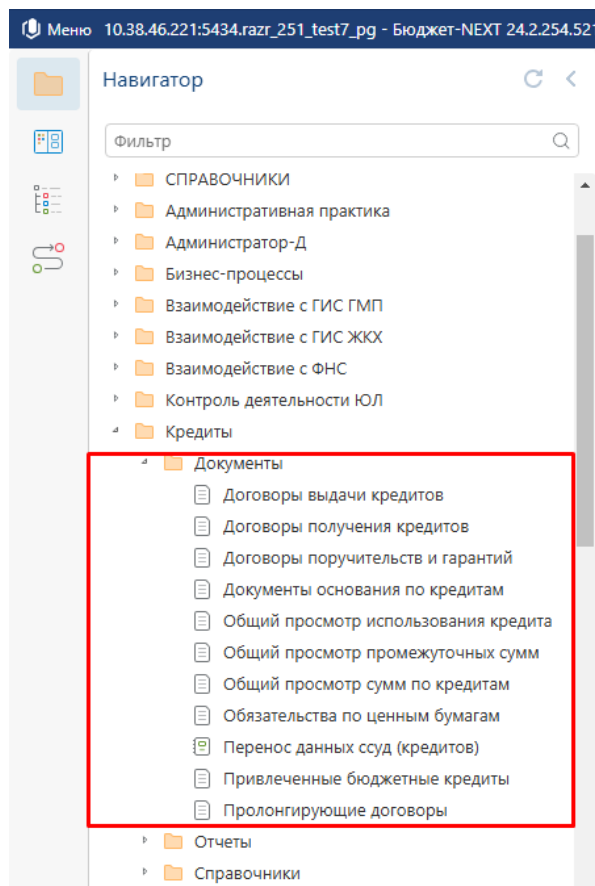 Меню 10.38.46.221:5434.razr_251_test7_pg - Бюджет-NEXT 24.2.254.521
Навигатор
Фильтр
СПРАВОЧНИКИ
Административная практика
Администратор-Д
Бизнес-процессы
Взаимодействие с ГИС ГМП
Взаимодействие с ГИС ЖКХ
Взаимодействие с ФНС
Контроль деятельности ЮЛ
Кредиты
Документы
Договоры выдачи кредитов
Договоры получения кредитов
Договоры поручительств и гарантий
Документы основания по кредитам
Общий просмотр использования кредита
Общий просмотр промежуточных сумм
Общий просмотр сумм по кредитам
Обязательства по ценным бумагам
Перенос данных ссуд (кредитов)
Привлеченные бюджетные кредиты
Пролонгирующие договоры
Отчеты
Справочники